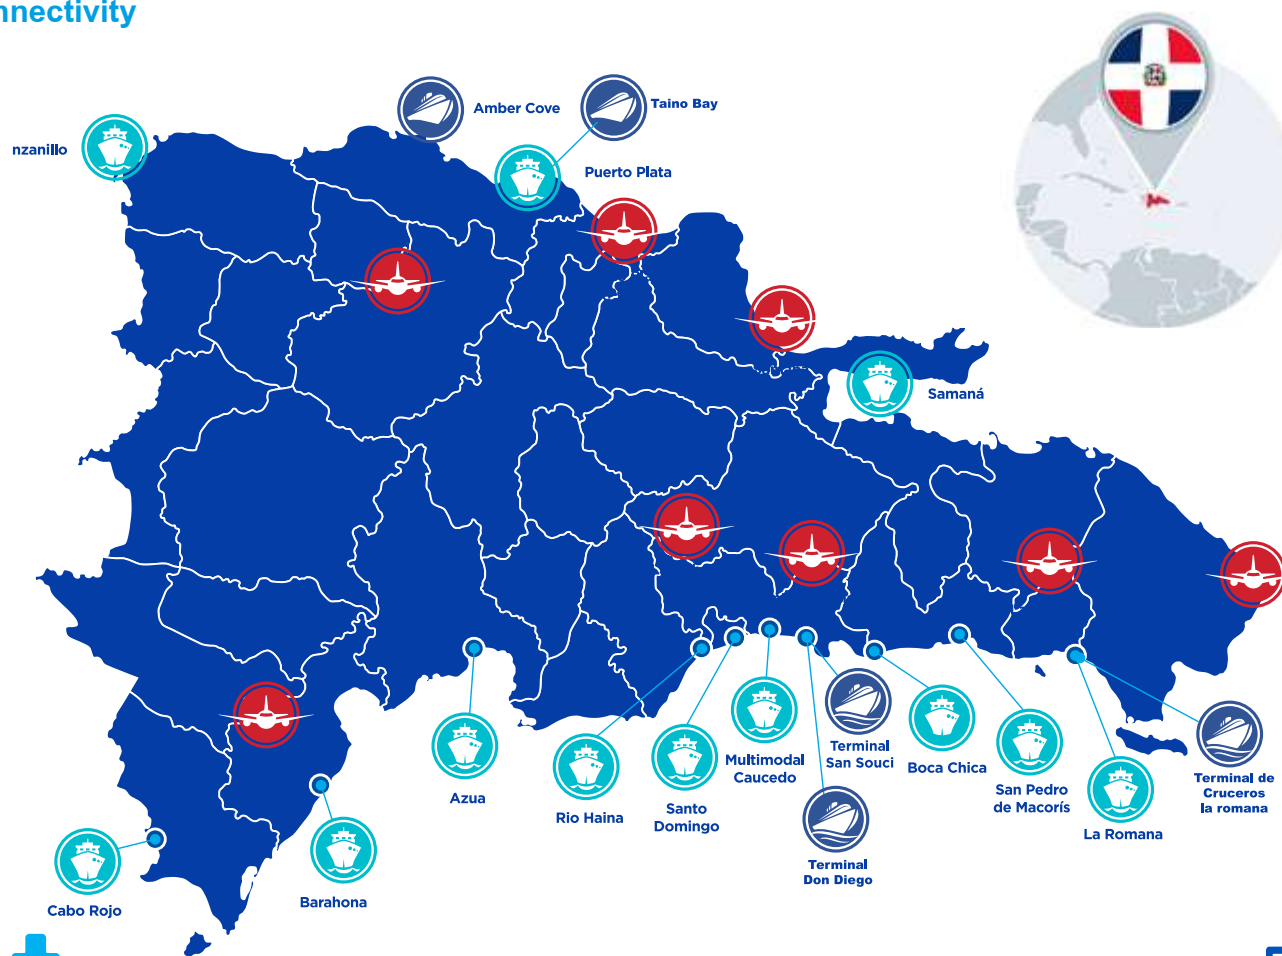 nnectivity
Amber Cove
Taino Bay
nzanillo
Puerto Plata
Samaná
Azua
Rio Haina
Santo
Domingo
Multimodal
Caucedo
Terminal
San Souci
Terminal
Don Diego
Boca Chica
San Pedro
de Macorís
La Romana
Terminal de
Cruceros
la romana
Barahona
Cabo Rojo